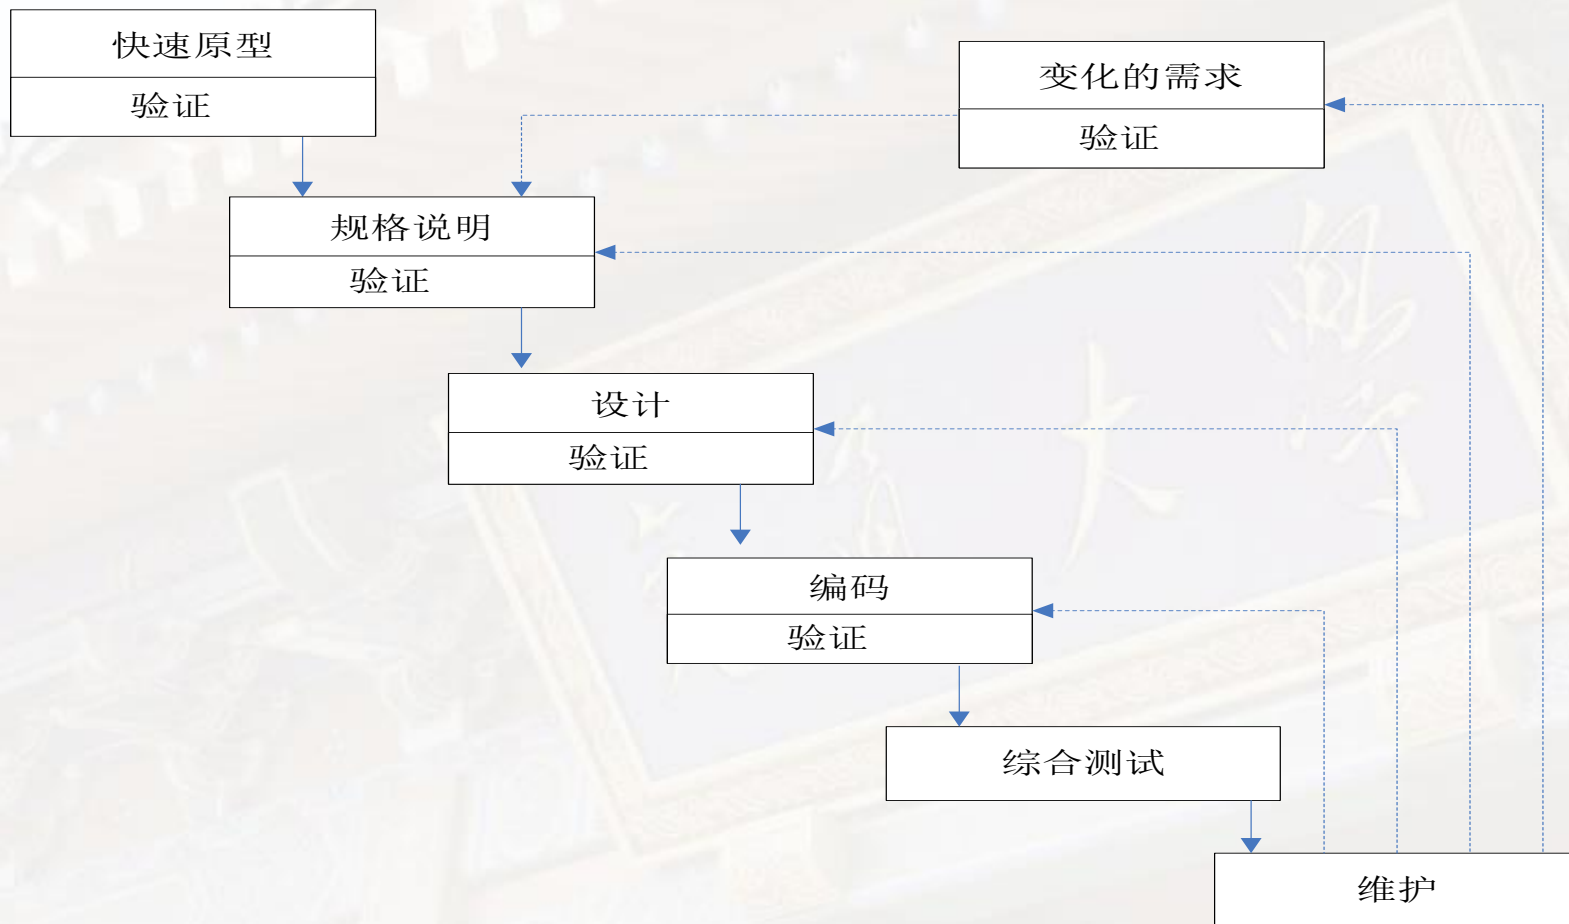 快速原型
验证
变化的需求
验证
规格说明
验证
设计
验证
编码
验证
综合测试
维护